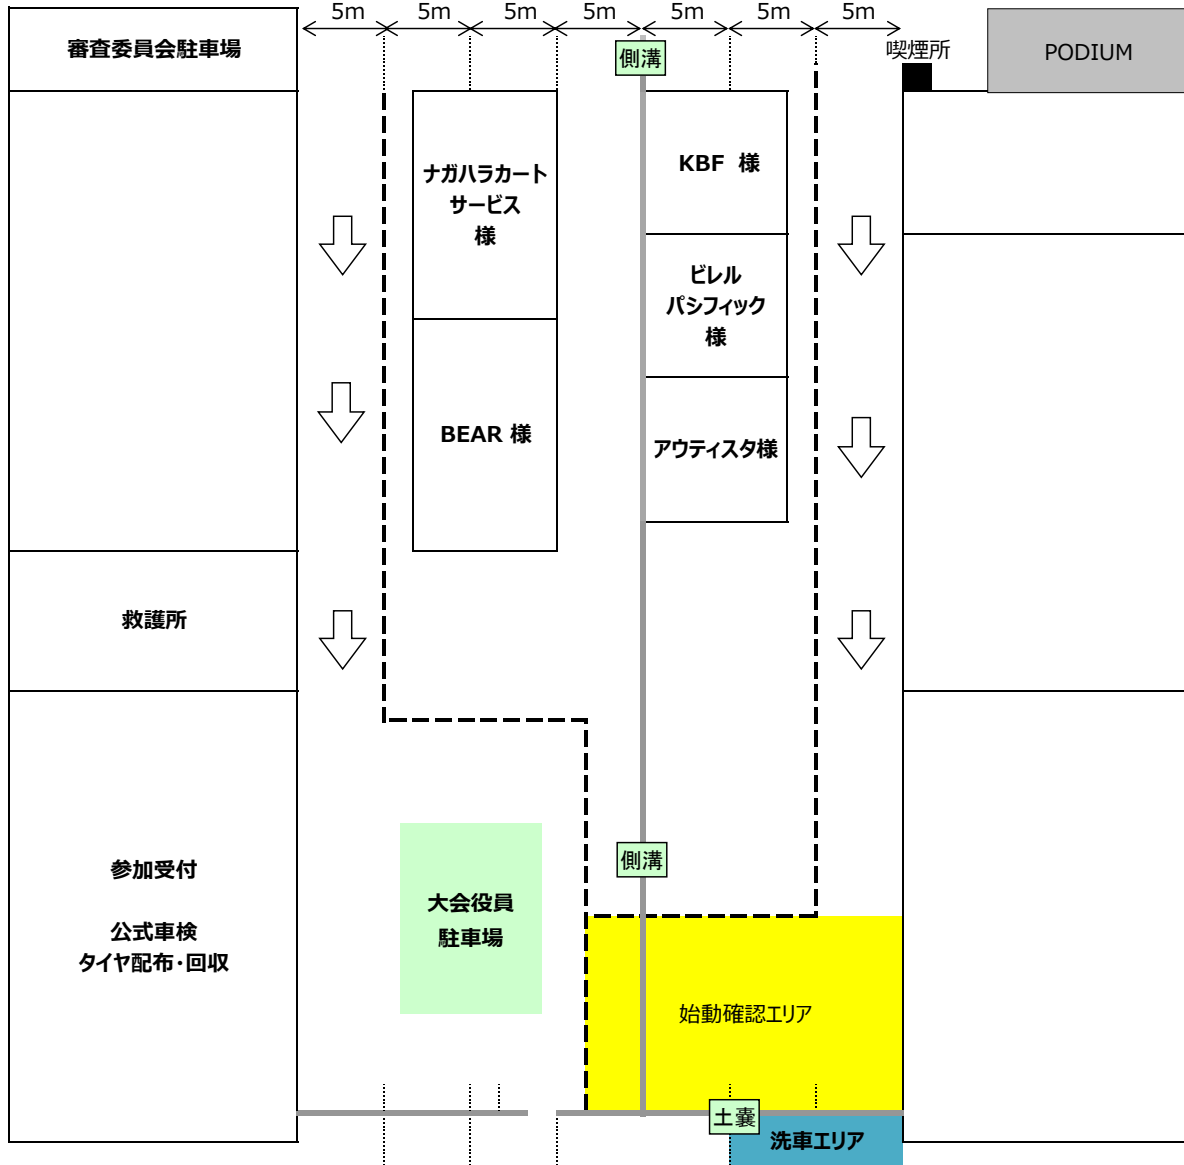 5m
5m
5m
5m
5m
5m
5m
審査委員会駐車場
側溝
喫煙所
PODIUM
ナガハラカート
サービス
様
KBF 様
ビレル
パシフィック
様
BEAR 様
アウティスタ様
救護所
参加受付
公式車検
タイヤ配布・回収
大会役員
駐車場
側溝
始動確認エリア
土嚢
洗車エリア